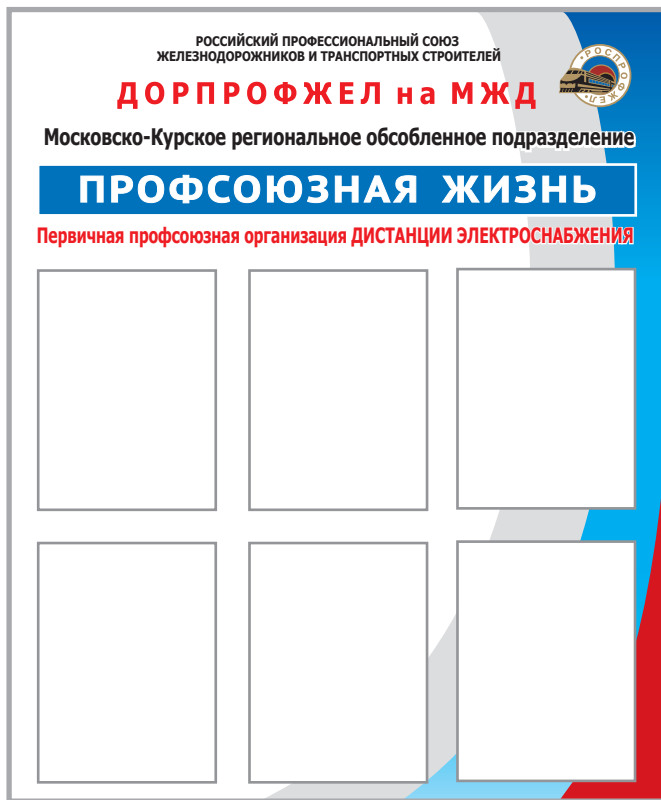 РОССИЙСКИЙ ПРОФЕССИОНАЛЬНЫЙ СОЮЗ
ЖЕЛЕЗНОДОРОЖНИКОВ И ТРАНСПОРТНЫХ СТРОИТЕЛЕЙ
РОСПРОФЖЕЛ
ДОРПРОФЖЕЛ на МЖД
Московско-Курское региональное обсобленное подразделение
ПРОФСОЮЗНАЯ ЖИЗНЬ
Первичная профсоюзная организация ДИСТАНЦИИ ЭЛЕКТРОСНАБЖЕНИЯ